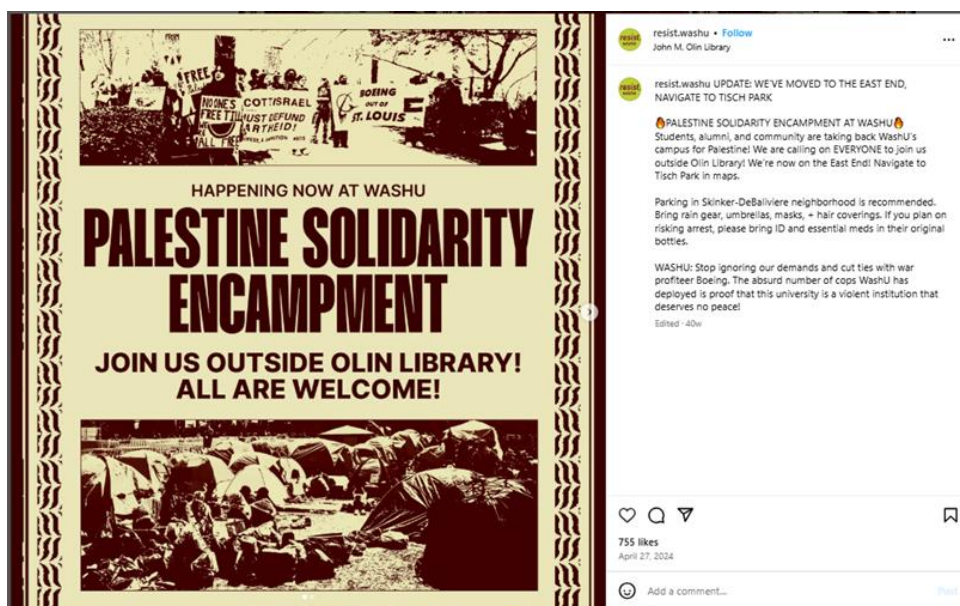 FREE
NO ONE'S
FREE TIL
ALL FREE
COTT ISRAEL
MUST DEFUND
APARTHEID!
BOEING
OUT OF
ST. LOUIS
HAPPENING NOW AT WASHU
PALESTINE SOLIDARITY
ENCAMPMENT
JOIN US OUTSIDE OLIN LIBRARY!
ALL ARE WELCOME!
resist.washu • Follow
John M. Olin Library
resist.washu UPDATE: WE'VE MOVED TO THE EAST END,
NAVIGATE TO TISCH PARK
🔥PALESTINE SOLIDARITY ENCAMPMENT AT WASHU🔥
Students, alumni, and community are taking back WashU's
campus for Palestine! We are calling on EVERYONE to join us
outside Olin Library! We're now on the East End! Navigate to
Tisch Park in maps.
Parking in Skinker-DeBaliviere neighborhood is recommended.
Bring rain gear, umbrellas, masks, + hair coverings. If you plan on
risking arrest, please bring ID and essential meds in their original
bottles.
WASHU: Stop ignoring our demands and cut ties with war
profiteer Boeing. The absurd number of cops WashU has
deployed is proof that this university is a violent institution that
deserves no peace!
Edited · 40w
755 likes
April 27, 2024
Add a comment...
Post